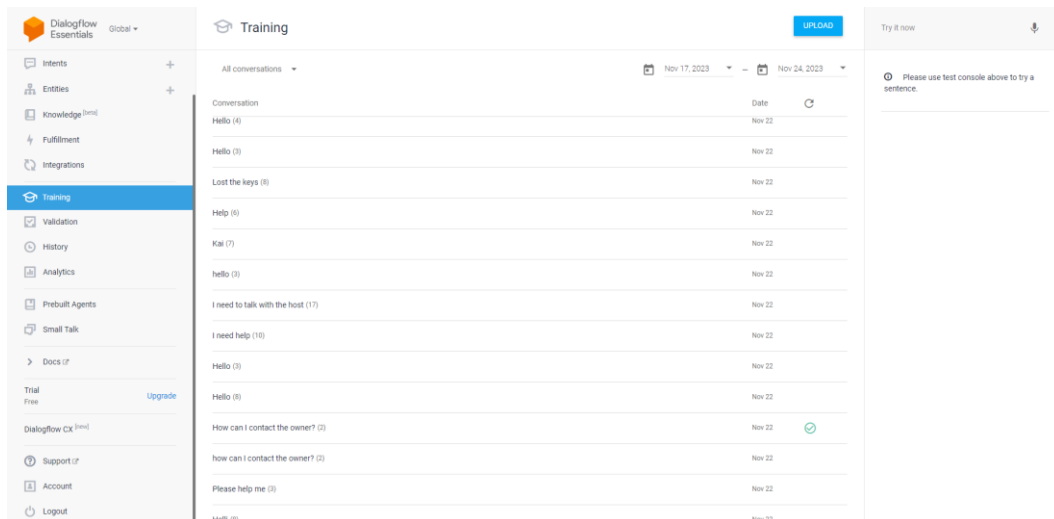 Dialogflow
Essentials
Global
Training
UPLOAD
Try it now
Intents
Entities
Knowledge [beta]
Fulfillment
Integrations
Training
Validation
History
Analytics
Prebuilt Agents
Small Talk
Docs
Trial
Free
Upgrade
Dialogflow CX [new]
Support
Account
Logout
All conversations
Nov 17, 2023 – Nov 24, 2023
Conversation Date
Hello (4) Nov 22
Hello (3) Nov 22
Lost the keys (8) Nov 22
Help (6) Nov 22
Kai (7) Nov 22
hello (3) Nov 22
I need to talk with the host (17) Nov 22
I need help (10) Nov 22
Hello (3) Nov 22
Hello (8) Nov 22
How can I contact the owner? (2) Nov 22
how can I contact the owner? (2) Nov 22
Please help me (3) Nov 22
Nov 22
Please use test console above to try a
sentence.